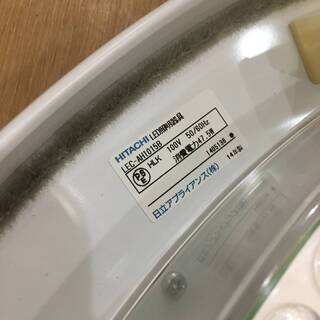 HITACHI LED照明器具
LEC-AH1015B
HLK 100V 50/60Hz
消費電力47.5W
14年製
日立アプライアンス(株)